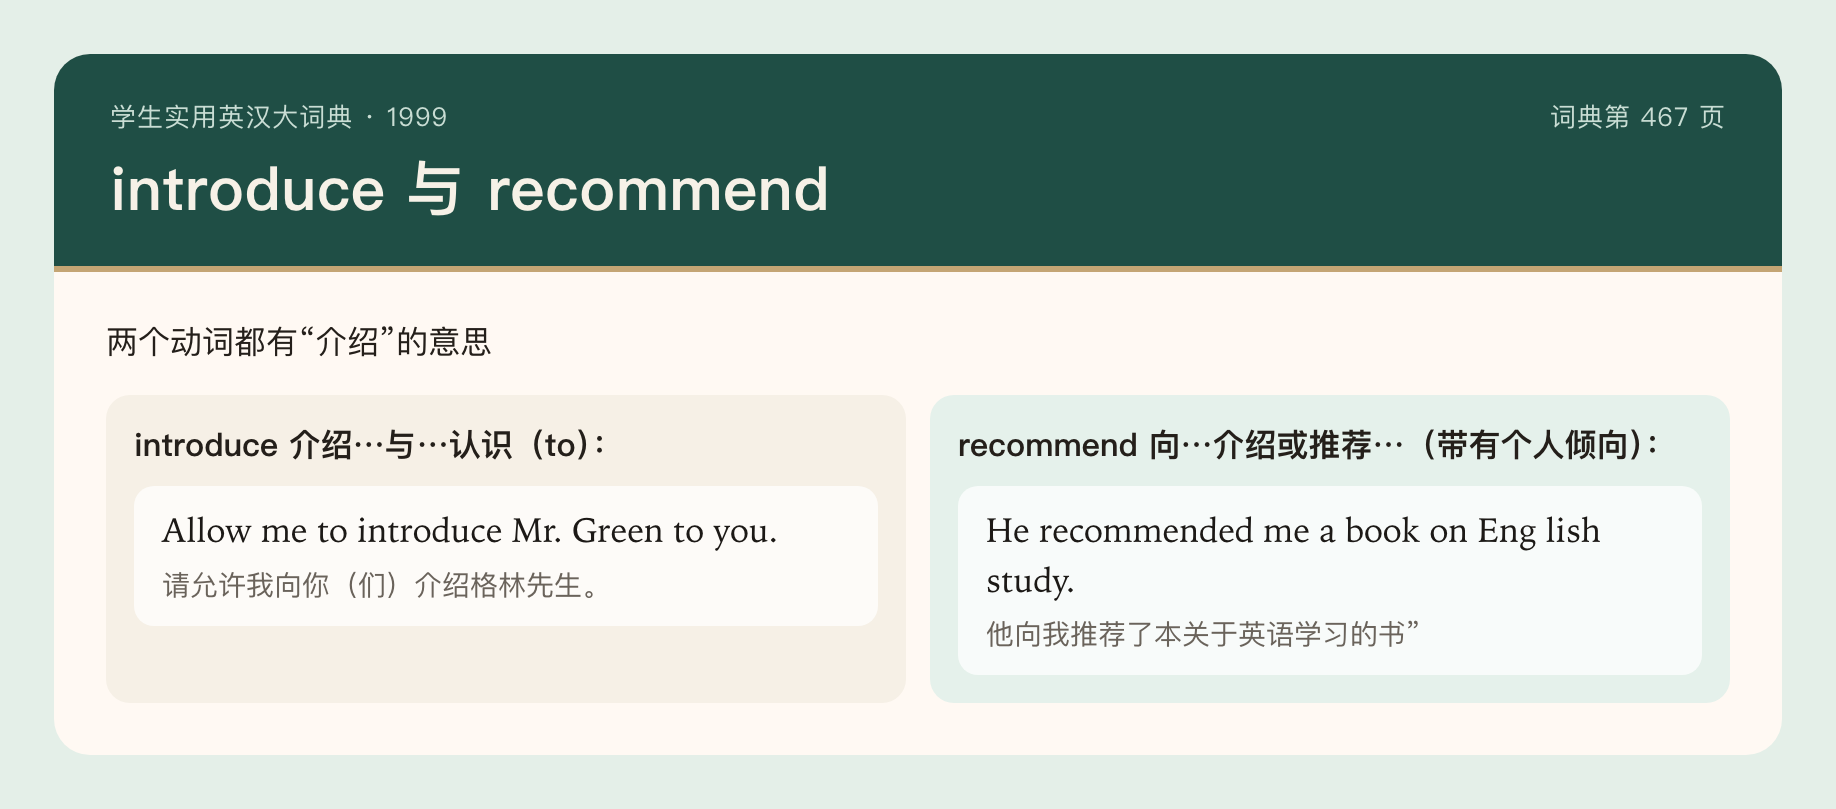 学生实用英汉大词典 · 1999
词典第 467 页
introduce 与 recommend
两个动词都有“介绍”的意思
introduce 介绍…与…认识（to）：
Allow me to introduce Mr. Green to you.
请允许我向你（们）介绍格林先生。
recommend 向…介绍或推荐…（带有个人倾向）：
He recommended me a book on Eng lish
study.
他向我推荐了本关于英语学习的书”